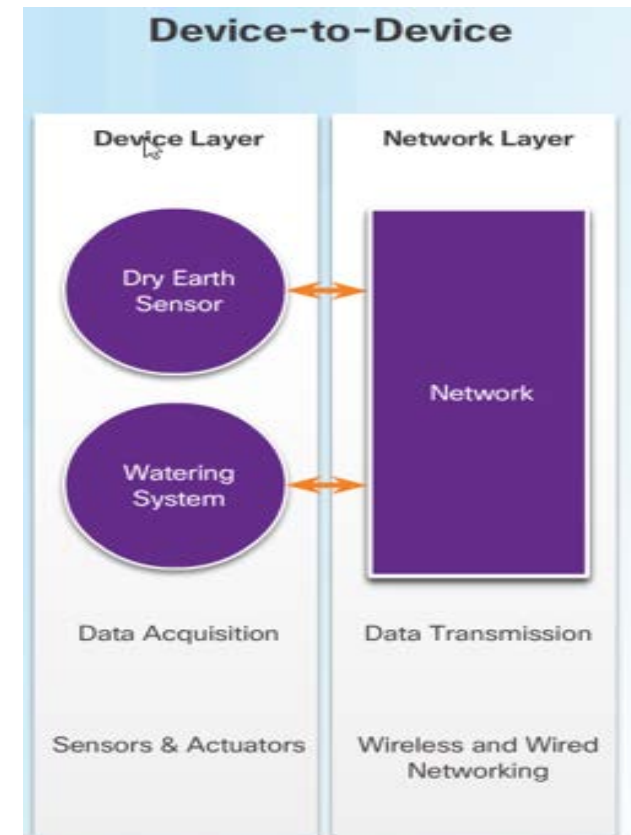 Device-to-Device
Device Layer
Dry Earth
Sensor
Watering
System
Data Acquisition
Sensors & Actuators
Network Layer
Network
Data Transmission
Wireless and Wired
Networking